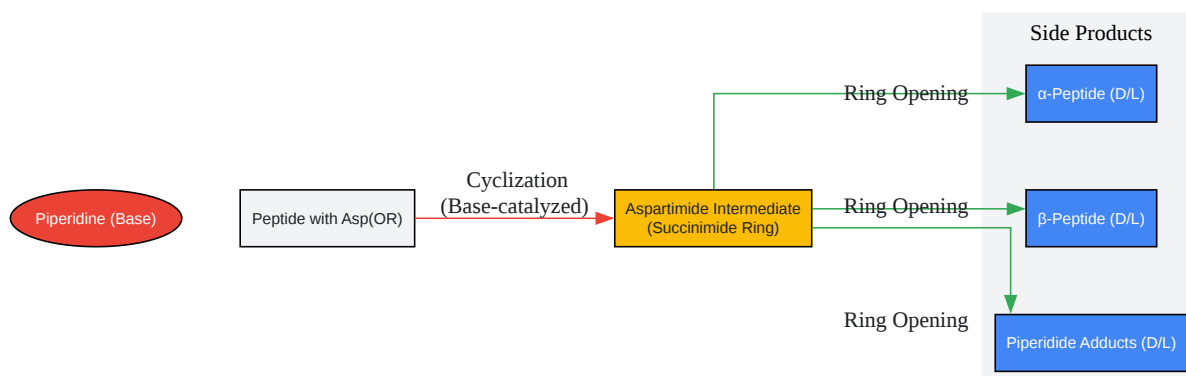 Side Products
Ring Opening
α-Peptide (D/L)
Piperidine (Base)
Peptide with Asp(OR)
Cyclization
(Base-catalyzed)
Aspartimide Intermediate
(Succinimide Ring)
Ring Opening
β-Peptide (D/L)
Ring Opening
Piperidide Adducts (D/L)